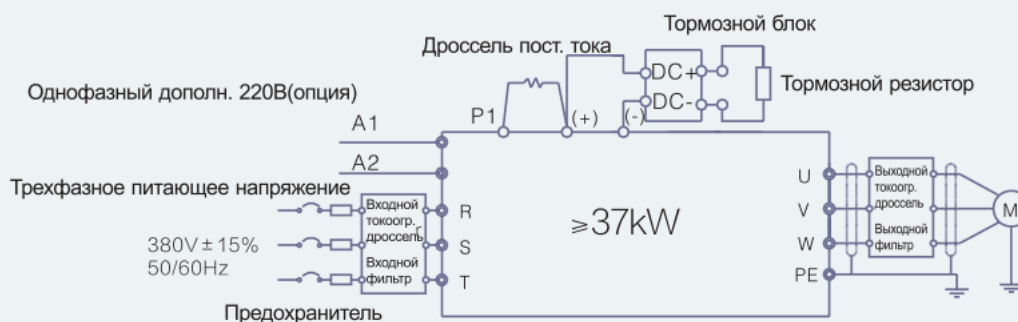 Тормозной блок
Дроссель пост. тока
DC+
DC-
Тормозной резистор
Однофазный дополн. 220В(опция)
P1
(+)
(-)
A1
A2
Трехфазное питающее напряжение
380V ± 15%
50/60Hz
Входной
токоогр.
дроссель
Входной
фильтр
Предохранитель
R
S
T
≥37kW
U
V
W
PE
Выходной
токоогр.
дроссель
Выходной
фильтр
M